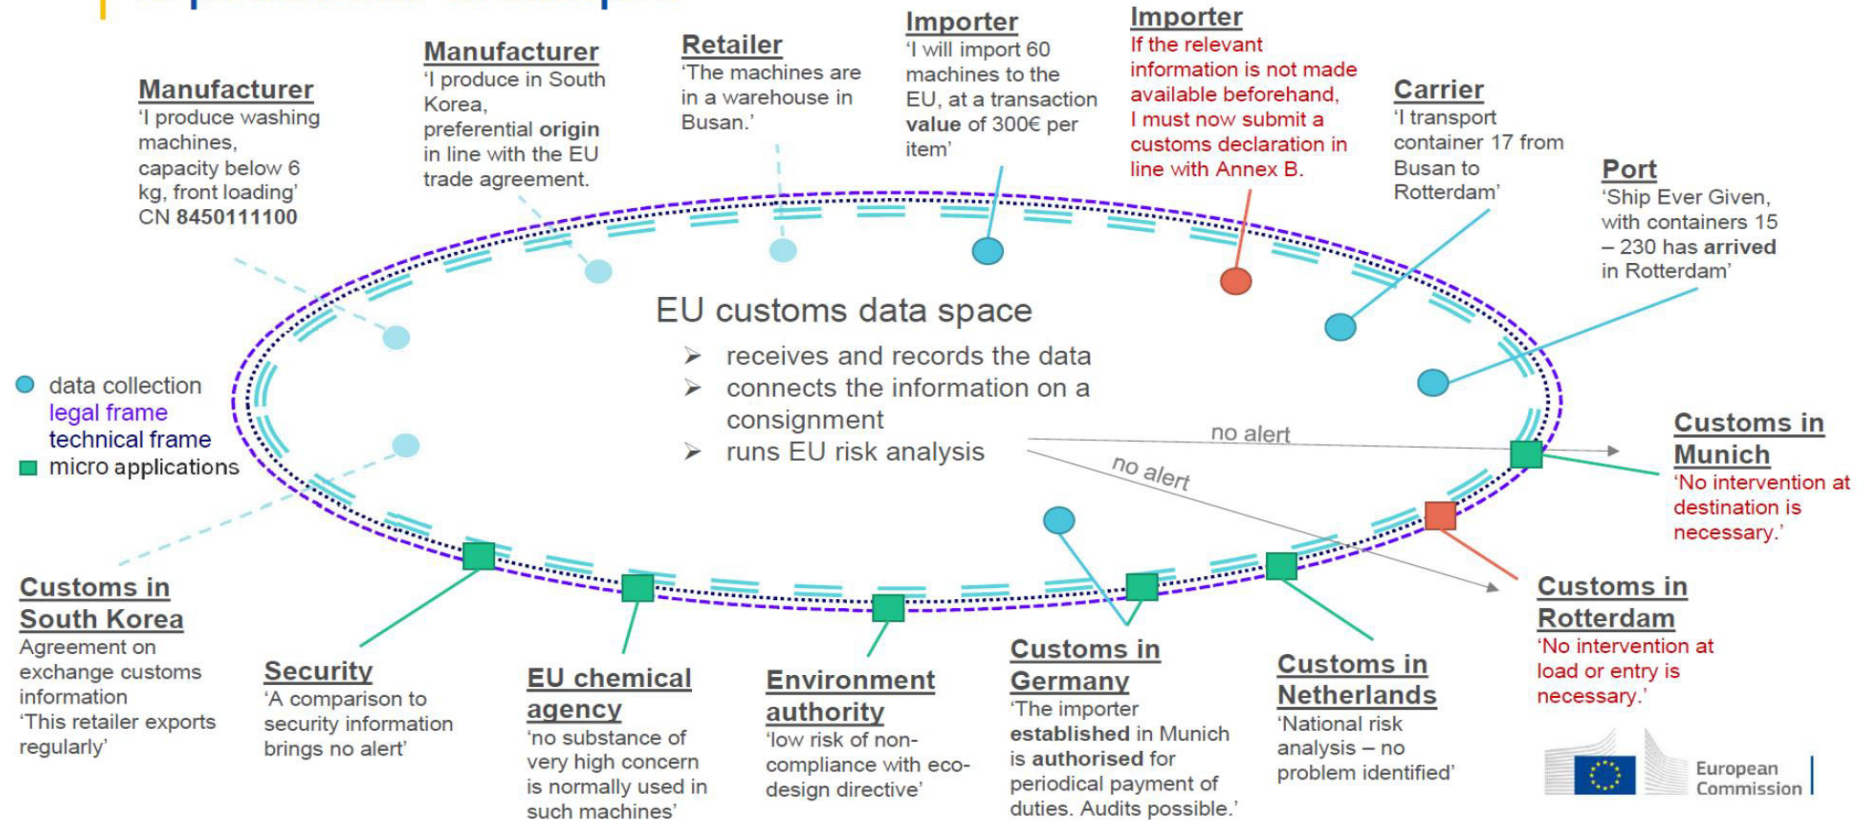 Manufacturer
'I produce washing
machines,
capacity below 6
kg, front loading'
CN 8450111100
Manufacturer
'I produce in South
Korea,
preferential origin
in line with the EU
trade agreement.
Retailer
'The machines are
in a warehouse in
Busan.'
Importer
'I will import 60
machines to the
EU, at a transaction
value of 300€ per
item'
Importer
If the relevant
information is not made
available beforehand,
I must now submit a
customs declaration in
line with Annex B.
Carrier
'I transport
container 17 from
Busan to
Rotterdam'
Port
'Ship Ever Given,
with containers 15
– 230 has arrived
in Rotterdam'
EU customs data space
➢ receives and records the data
➢ connects the information on a
consignment
➢ runs EU risk analysis
no alert
no alert
data collection
legal frame
technical frame
micro applications
Customs in
Munich
'No intervention at
destination is
necessary.'
Customs in
Rotterdam
'No intervention at
load or entry is
necessary.'
Customs in
South Korea
Agreement on
exchange customs
information
'This retailer exports
regularly'
Security
'A comparison to
security information
brings no alert'
EU chemical
agency
'no substance of
very high concern
is normally used in
such machines'
Environment
authority
'low risk of non-
compliance with eco-
design directive'
Customs in
Germany
'The importer
established in Munich
is authorised for
periodical payment of
duties. Audits possible.'
Customs in
Netherlands
'National risk
analysis – no
problem identified'
European
Commission